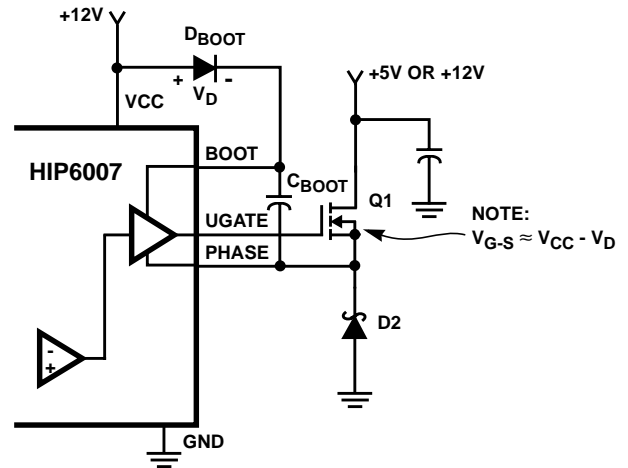 +12V
D_BOOT
+ -
V_D
+5V OR +12V
VCC
BOOT
HIP6007
C_BOOT
Q1
UGATE
NOTE:
V_G-S ≈ V_CC - V_D
PHASE
D2
-
+
GND